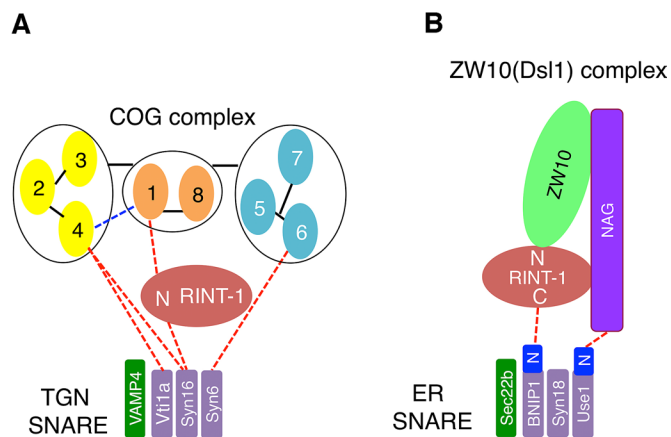 A
COG complex
3
2
4
1
8
7
5
6
N RINT-1
TGN
SNARE
VAMP4
Vti1a
Syn16
Syn6
B
ZW10(Dsl1) complex
ZW10
NAG
N
RINT-1
C
ER
SNARE
Sec22b
N
BNIP1
Syn18
N
Use1